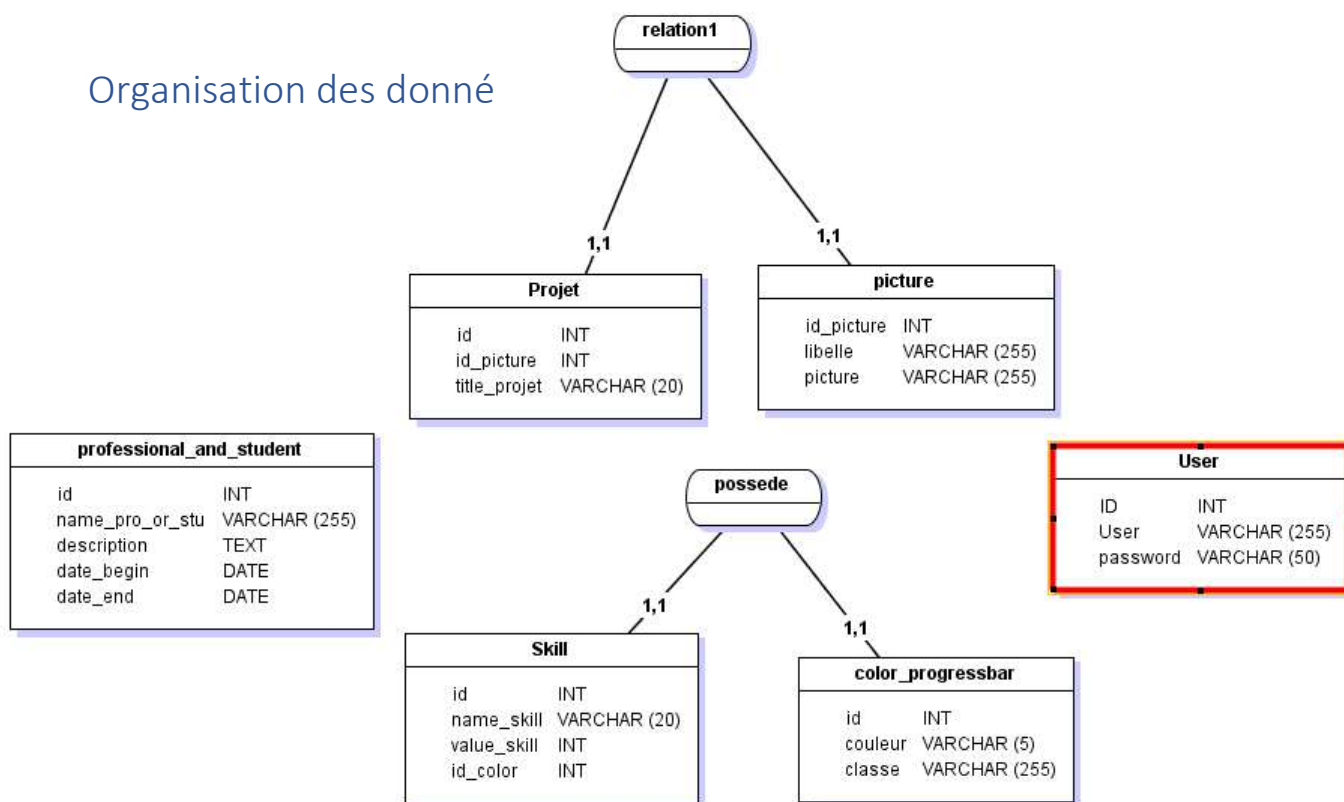 relation1
Organisation des donné
1,1
1,1
Projet
id INT
id_picture INT
title_projet VARCHAR (20)
picture
id_picture INT
libelle VARCHAR (255)
picture VARCHAR (255)
professional_and_student
id INT
name_pro_or_stu VARCHAR (255)
description TEXT
date_begin DATE
date_end DATE
possede
User
ID INT
User VARCHAR (255)
password VARCHAR (50)
1,1
1,1
Skill
id INT
name_skill VARCHAR (20)
value_skill INT
id_color INT
color_progressbar
id INT
couleur VARCHAR (5)
classe VARCHAR (255)